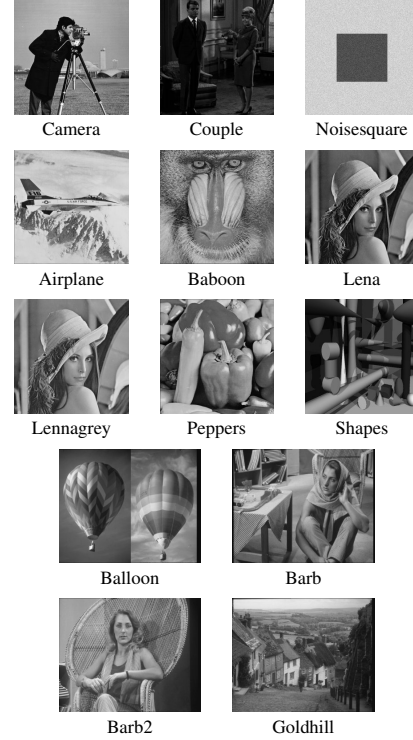 Camera Couple Noisesquare
Airplane Baboon Lena
Lennagrey Peppers Shapes
Balloon Barb
Barb2 Goldhill